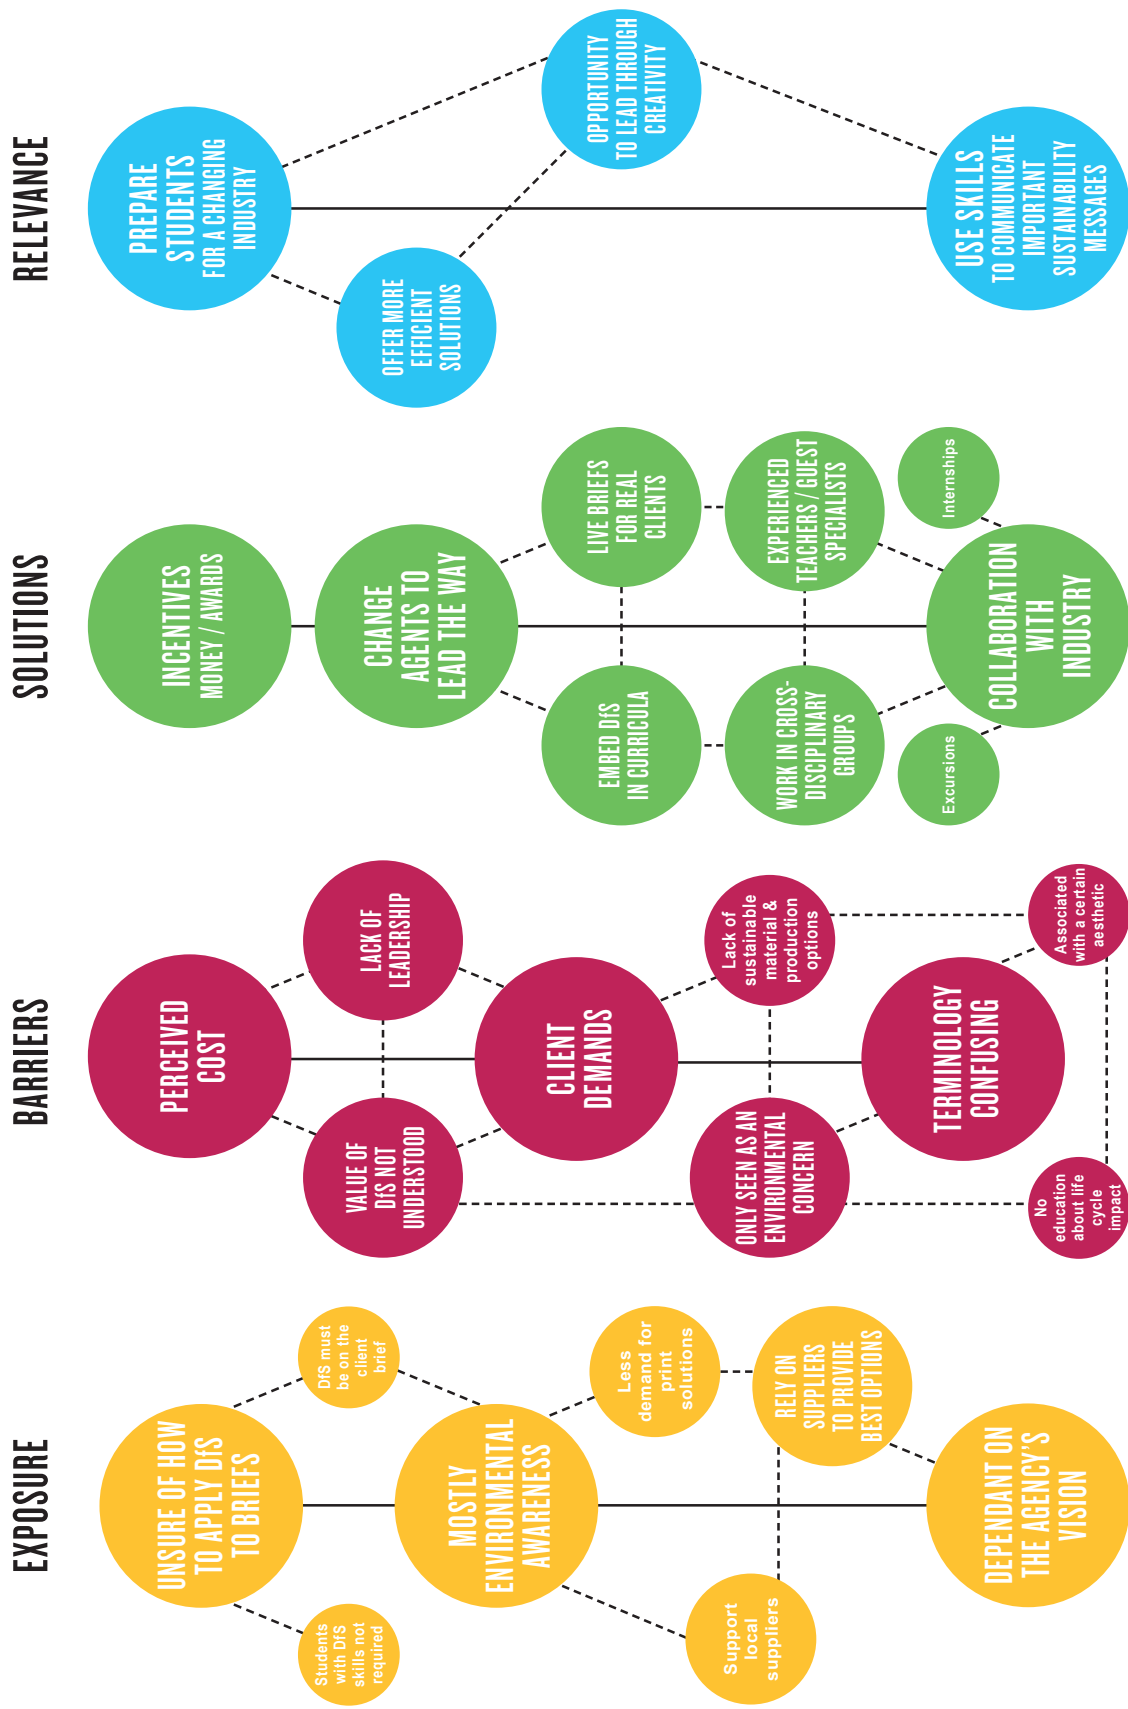 EXPOSURE
UNSURE OF HOW
TO APPLY DfS
TO BRIEFS
Students
with DfS
skills not
required
DfS must
be on the
client
brief
MOSTLY
ENVIRONMENTAL
AWARENESS
Less
demand for
print
solutions
Support
local
suppliers
RELY ON
SUPPLIERS
TO PROVIDE
BEST OPTIONS
DEPENDANT ON
THE AGENCY'S
VISION
BARRIERS
PERCEIVED
COST
VALUE OF
DfS NOT
UNDERSTOOD
LACK OF
LEADERSHIP
CLIENT
DEMANDS
ONLY SEEN AS AN
ENVIRONMENTAL
CONCERN
Lack of
sustainable
material &
production
options
TERMINOLOGY
CONFUSING
No
education
about life
cycle
impact
Associated
with a certain
aesthetic
SOLUTIONS
INCENTIVES
MONEY / AWARDS
CHANGE
AGENTS TO
LEAD THE WAY
EMBED DfS
IN CURRICULA
LIVE BRIEFS
FOR REAL
CLIENTS
WORK IN CROSS-
DISCIPLINARY
GROUPS
EXPERIENCED
TEACHERS / GUEST
SPECIALISTS
Excursions
Internships
COLLABORATION
WITH
INDUSTRY
RELEVANCE
PREPARE
STUDENTS
FOR A CHANGING
INDUSTRY
OFFER MORE
EFFICIENT
SOLUTIONS
OPPORTUNITY
TO LEAD THROUGH
CREATIVITY
USE SKILLS
TO COMMUNICATE
IMPORTANT
SUSTAINABILITY
MESSAGES